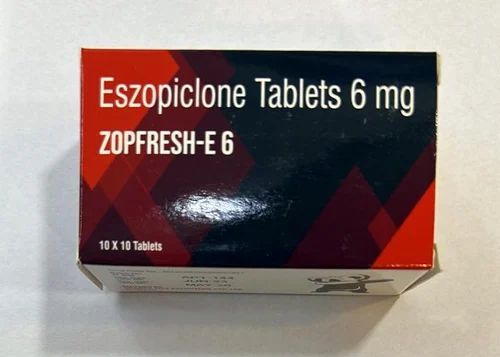 Eszopiclone Tablets 6 mg
ZOPFRESH-E 6
10 X 10 Tablets